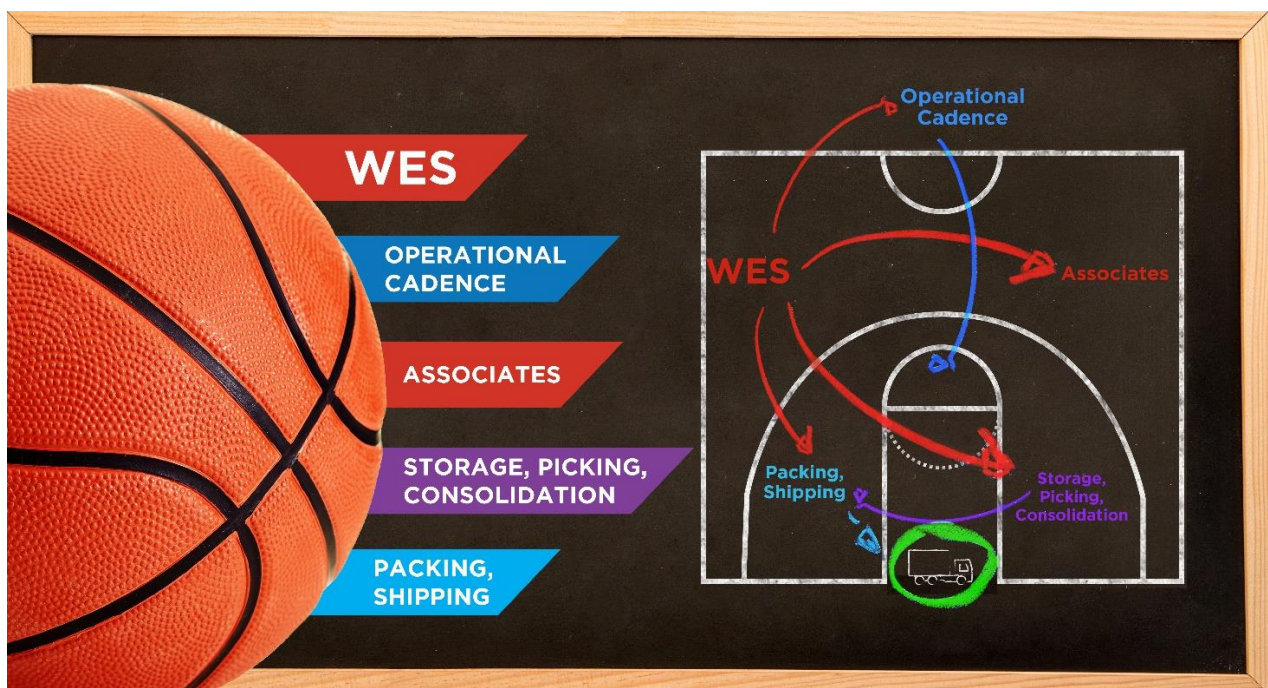 WES
OPERATIONAL
CADENCE
ASSOCIATES
STORAGE, PICKING,
CONSOLIDATION
PACKING,
SHIPPING
Operational
Cadence
WES
Associates
Packing,
Shipping
Storage,
Picking,
Consolidation